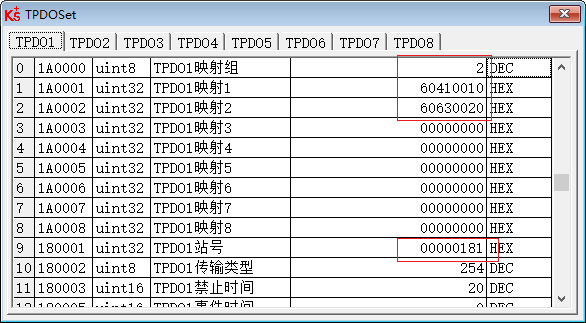 TPDOSet
TPDO1 TPDO2 TPDO3 TPDO4 TPDO5 TPDO6 TPDO7 TPDO8
0 1A0000 uint8 TPDO1映射组 2 DEC
1 1A0001 uint32 TPDO1映射1 60410010 HEX
2 1A0002 uint32 TPDO1映射2 60630020 HEX
3 1A0003 uint32 TPDO1映射3 00000000 HEX
4 1A0004 uint32 TPDO1映射4 00000000 HEX
5 1A0005 uint32 TPDO1映射5 00000000 HEX
6 1A0006 uint32 TPDO1映射6 00000000 HEX
7 1A0007 uint32 TPDO1映射7 00000000 HEX
8 1A0008 uint32 TPDO1映射8 00000000 HEX
9 180001 uint32 TPDO1站号 00000181 HEX
10 180002 uint8 TPDO1传输类型 254 DEC
11 180003 uint16 TPDO1禁止时间 20 DEC
12 180005 uint16 TPDO1事件时间 0 DEC